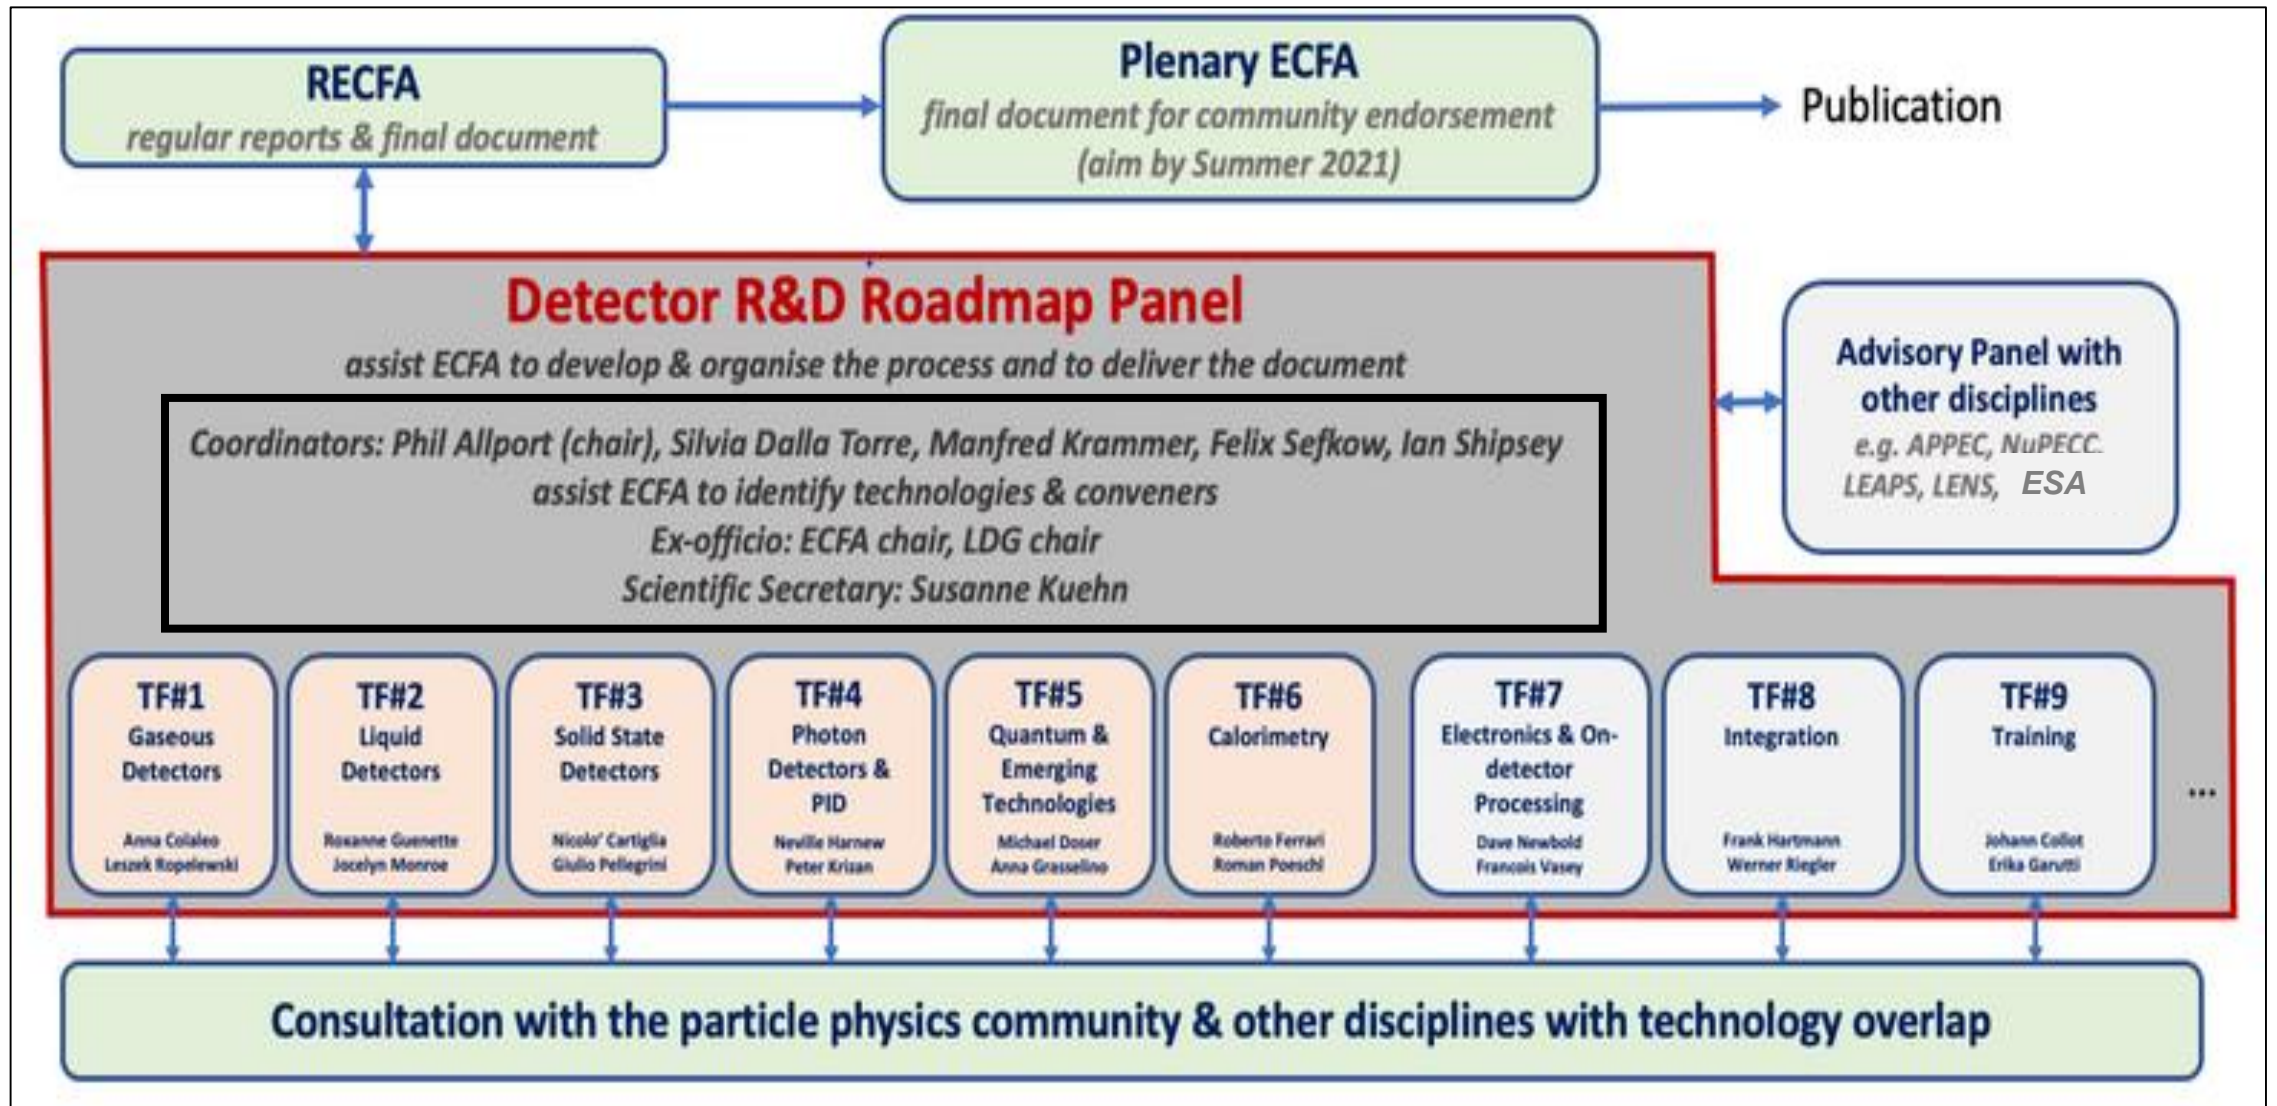 RECFA
regular reports & final document
Plenary ECFA
final document for community endorsement
(aim by Summer 2021)
Publication
Detector R&D Roadmap Panel
assist ECFA to develop & organise the process and to deliver the document
Coordinators: Phil Allport (chair), Silvia Dalla Torre, Manfred Krammer, Felix Sefkow, Ian Shipsey
assist ECFA to identify technologies & conveners
Ex-officio: ECFA chair, LDG chair
Scientific Secretary: Susanne Kuehn
Advisory Panel with
other disciplines
e.g. APPEC, NuPECC,
LEAPS, LENS, ESA
TF#1
Gaseous
Detectors
Anna Colaleo
Leszek Ropelewski
TF#2
Liquid
Detectors
Roxanne Guenette
Jocelyn Monroe
TF#3
Solid State
Detectors
Nicolo' Cartiglia
Giulio Pellegrini
TF#4
Photon
Detectors &
PID
Neville Harnew
Peter Krizan
TF#5
Quantum &
Emerging
Technologies
Michael Doser
Anna Grasselino
TF#6
Calorimetry
Roberto Ferrari
Roman Poeschl
TF#7
Electronics & On-
detector
Processing
Dave Newbold
Francois Vasey
TF#8
Integration
Frank Hartmann
Werner Riegler
TF#9
Training
Johann Collot
Erika Garutti
...
Consultation with the particle physics community & other disciplines with technology overlap